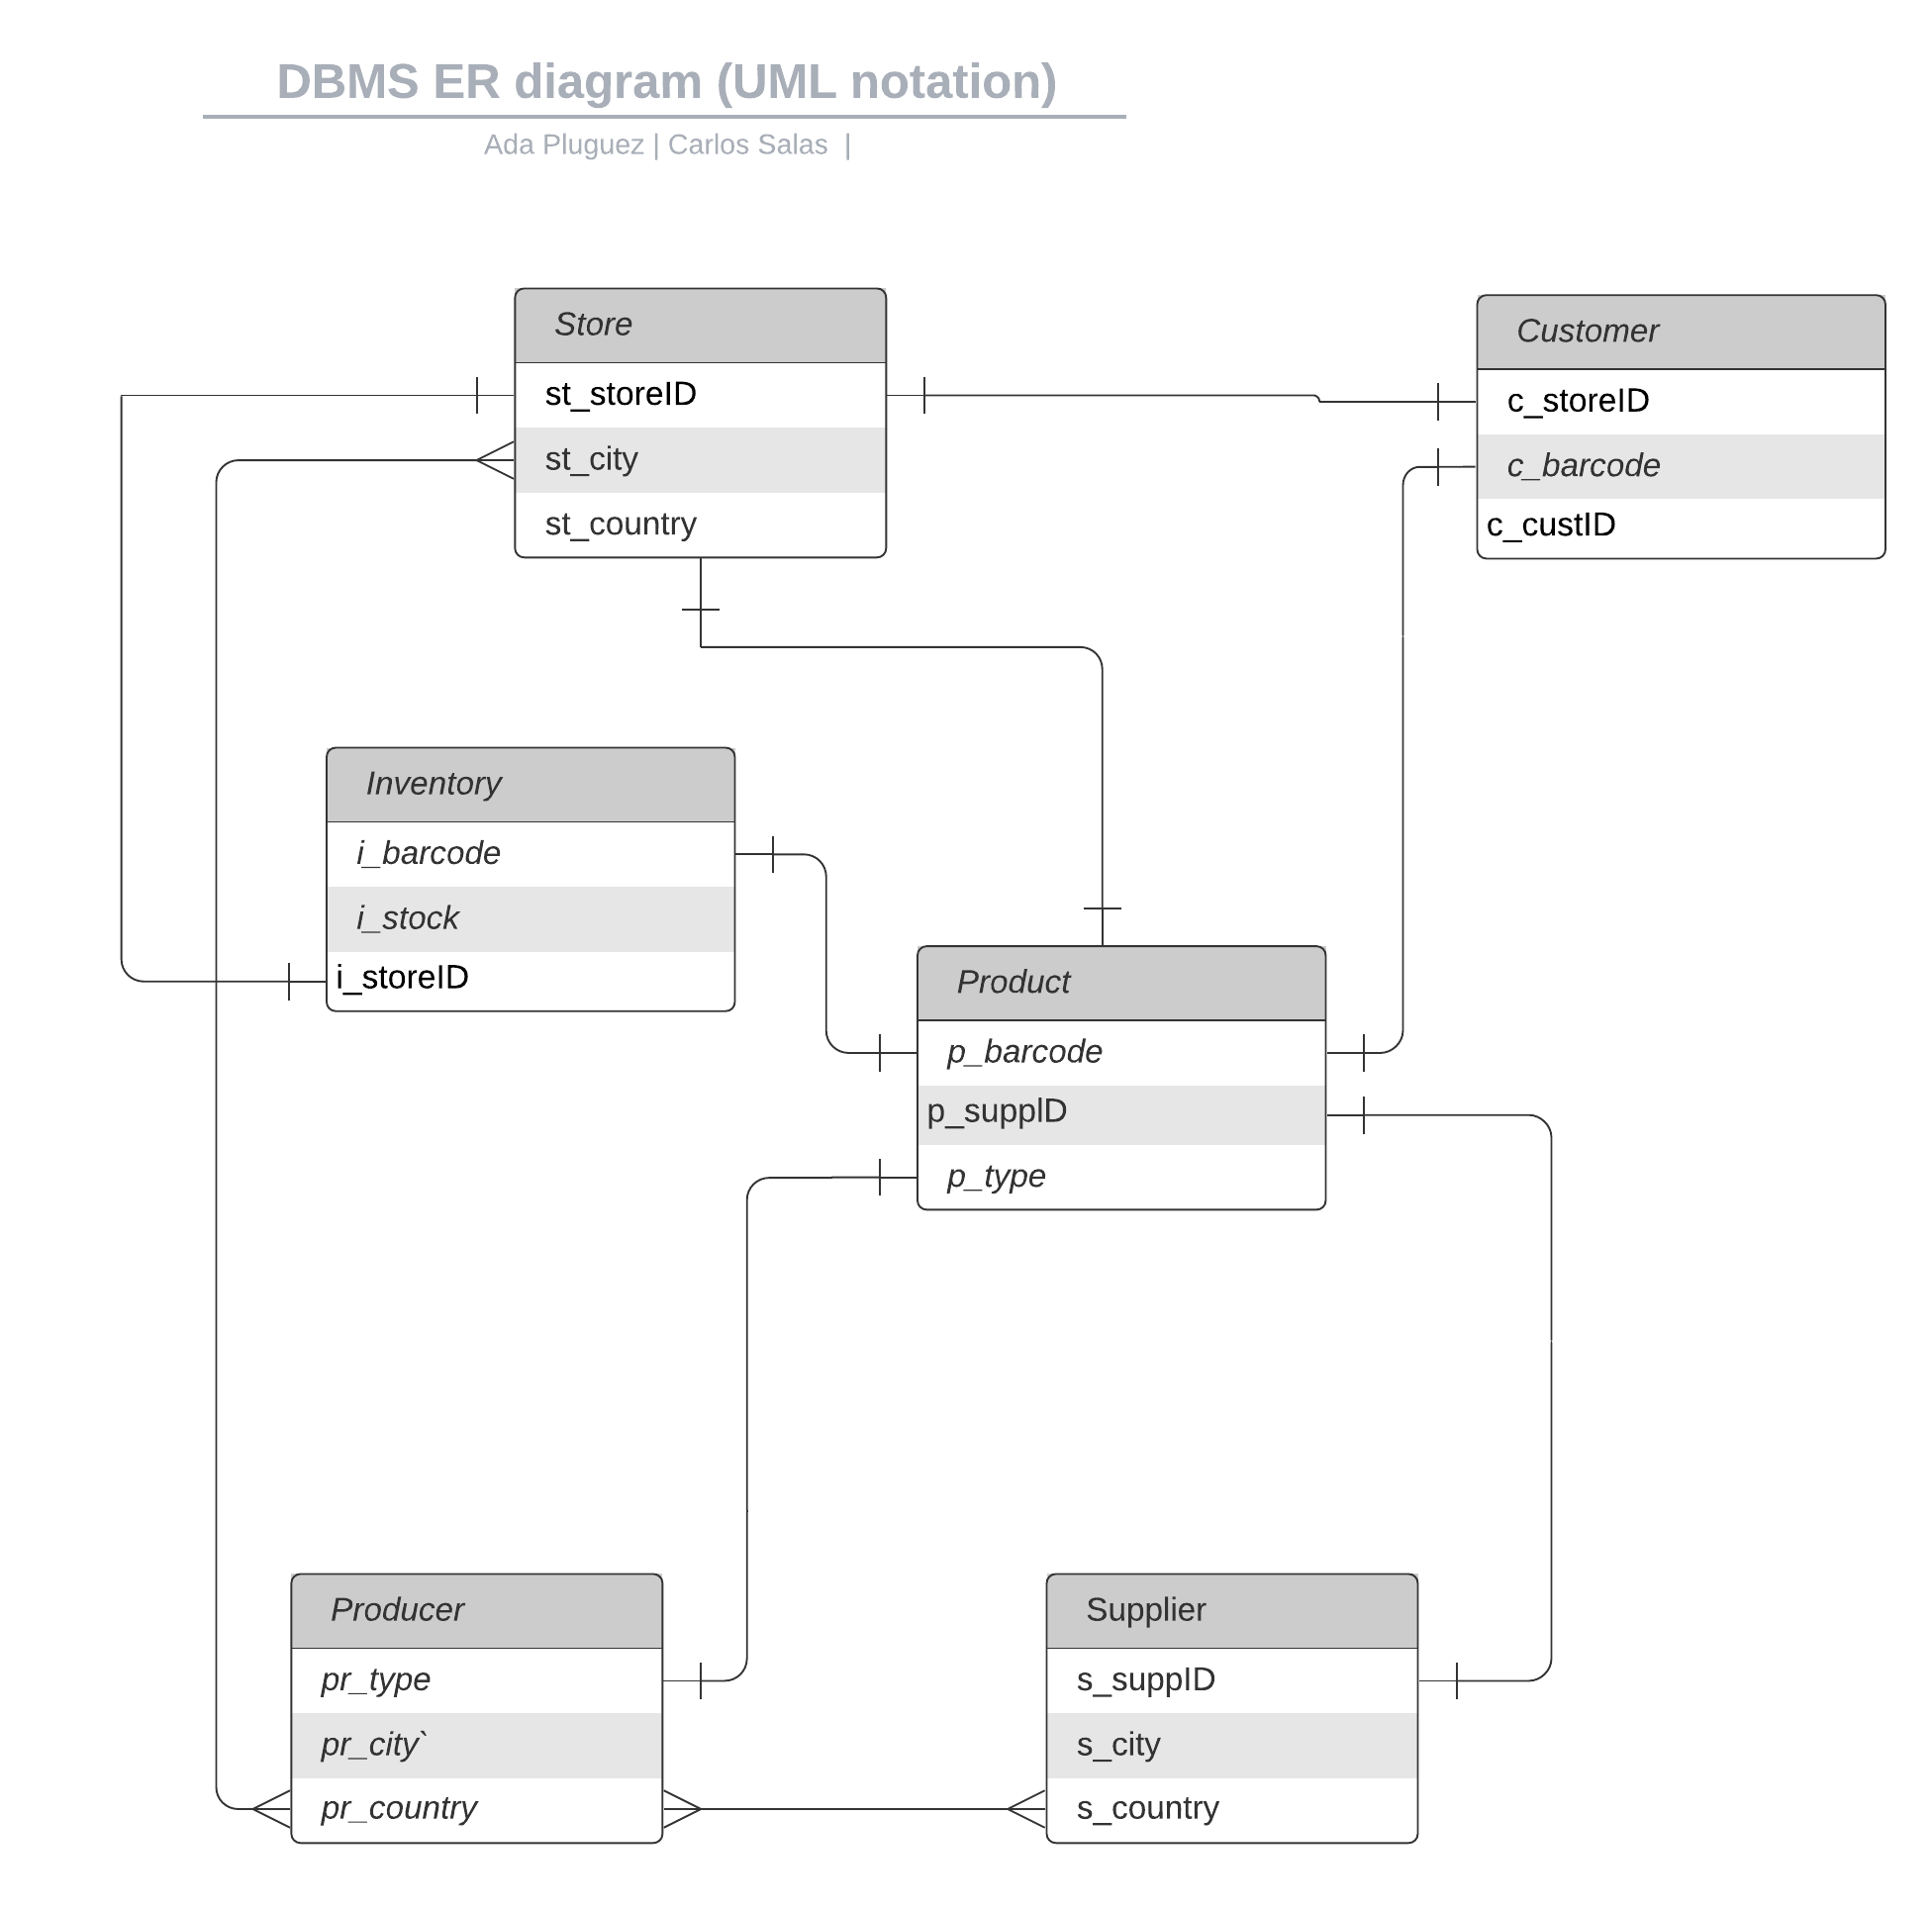 DBMS ER diagram (UML notation)
Ada Pluguez | Carlos Salas |
Store
st_storeID
st_city
st_country
Customer
c_storeID
c_barcode
c_custID
Inventory
i_barcode
i_stock
i_storeID
Product
p_barcode
p_suppID
p_type
Producer
pr_type
pr_city`
pr_country
Supplier
s_suppID
s_city
s_country